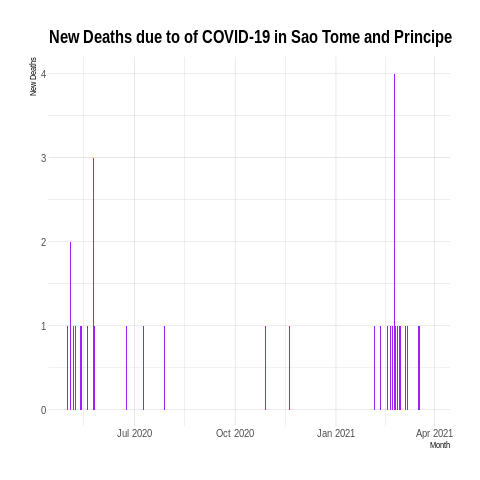 New Deaths due to of COVID-19 in Sao Tome and Principe
New Deaths
4
3
2
1
0
Jul 2020 Oct 2020 Jan 2021 Apr 2021
Month